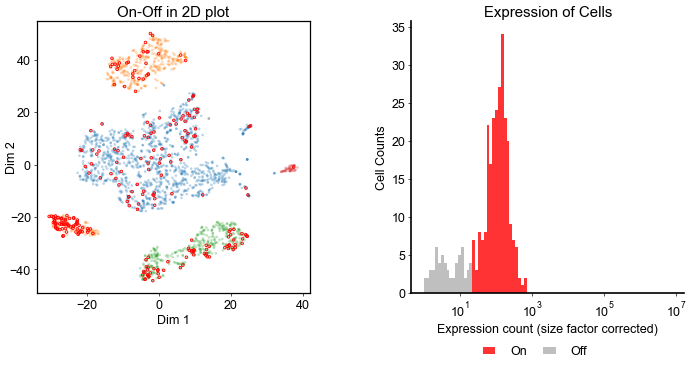 On-Off in 2D plot
Dim 2
40
20
0
−20
−40
−20
0
20
40
Dim 1
Expression of Cells
Cell Counts
35
30
25
20
15
10
5
0
10^1
10^3
10^5
10^7
Expression count (size factor corrected)
On
Off